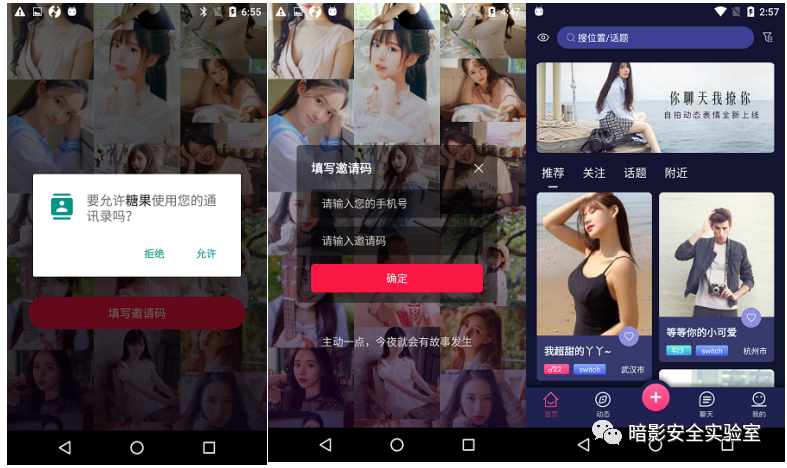 6:55
要允许糖果使用您的通
讯录吗?
拒绝
允许
填写邀请码
填写邀请码
请输入您的手机号
请输入邀请码
确定
主动一点，今夜就会有故事发生
2:57
搜位置/话题
你聊天我撩你
自拍动态表情全新上线
推荐
关注
话题
附近
我超甜的丫丫~
♂22
switch
武汉市
等等你的小可爱
switch
杭州市
首页
动态
聊天
我的
暗影安全实验室